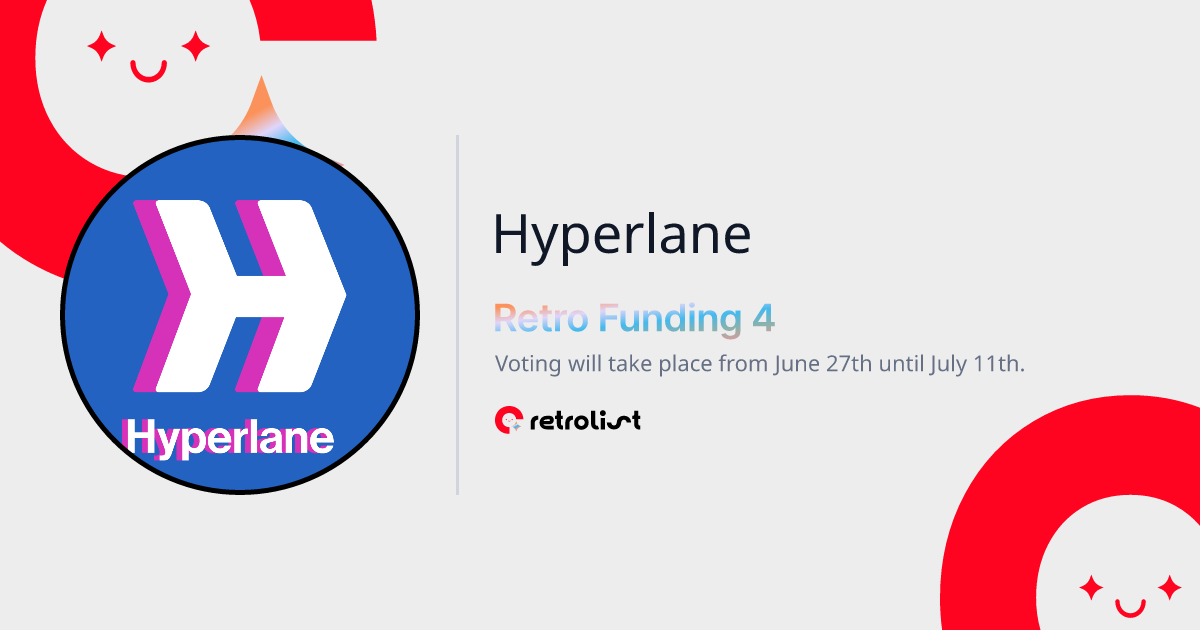 Hyperlane
Hyperlane
Retro Funding 4
Voting will take place from June 27th until July 11th.
retrolist